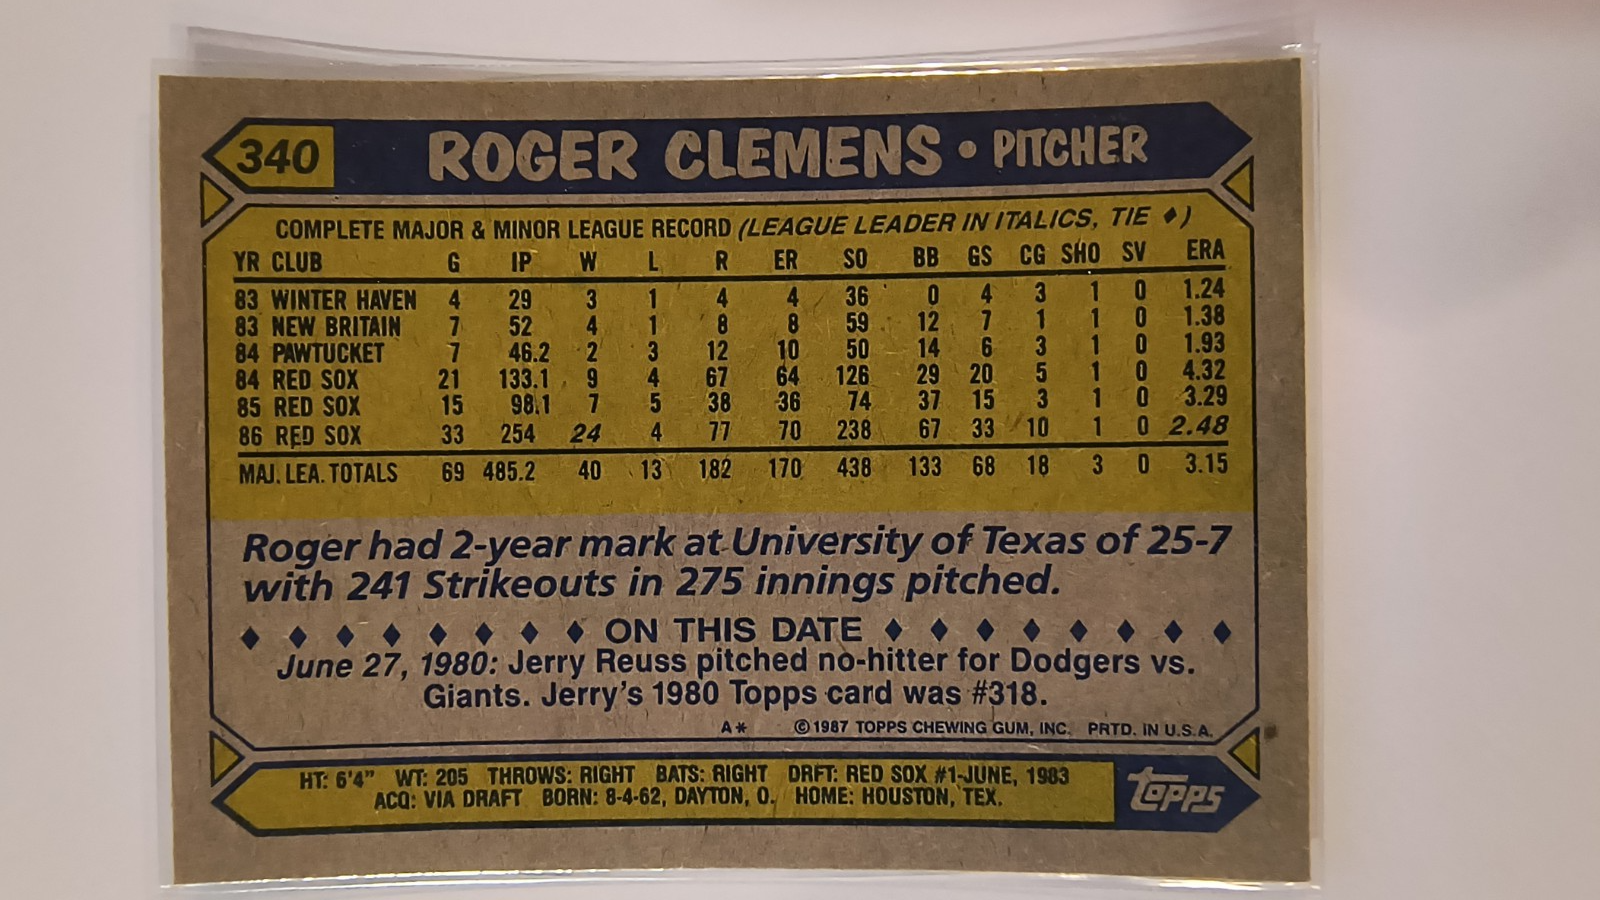 340 ROGER CLEMENS • PITCHER
COMPLETE MAJOR & MINOR LEAGUE RECORD (LEAGUE LEADER IN ITALICS, TIE ♦)
YR CLUB G IP W L R ER SO BB GS CG SHO SV ERA
83 WINTER HAVEN 4 29 3 1 4 4 36 0 4 3 1 0 1.24
83 NEW BRITAIN 7 52 4 1 8 8 59 12 7 1 1 0 1.38
84 PAWTUCKET 7 46.2 2 3 12 10 50 14 6 3 1 0 1.93
84 RED SOX 21 133.1 9 4 67 64 126 29 20 5 1 0 4.32
85 RED SOX 15 98.1 7 5 38 36 74 37 15 3 1 0 3.29
86 RED SOX 33 254 24 4 77 70 238 67 33 10 1 0 2.48
MAJ. LEA. TOTALS 69 485.2 40 13 182 170 438 133 68 18 3 0 3.15
Roger had 2-year mark at University of Texas of 25-7
with 241 Strikeouts in 275 innings pitched.
♦ ♦ ♦ ♦ ♦ ♦ ♦ ♦ ON THIS DATE ♦ ♦ ♦ ♦ ♦ ♦ ♦ ♦
June 27, 1980: Jerry Reuss pitched no-hitter for Dodgers vs.
Giants. Jerry's 1980 Topps card was #318.
A* ©1987 TOPPS CHEWING GUM, INC. PRTD. IN U.S.A.
HT: 6'4" WT: 205 THROWS: RIGHT BATS: RIGHT DRFT: RED SOX #1-JUNE, 1983
ACQ: VIA DRAFT BORN: 8-4-62, DAYTON, O. HOME: HOUSTON, TEX.
topps